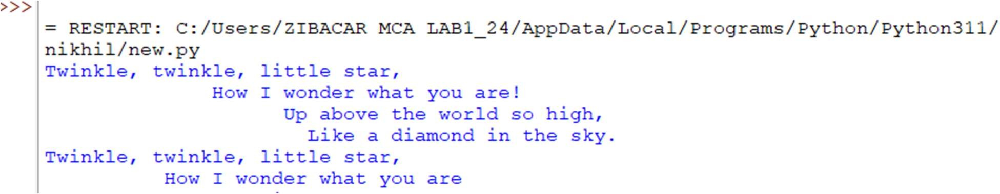 >>>
= RESTART: C:/Users/ZIBACAR MCA LAB1_24/AppData/Local/Programs/Python/Python311/
nikhil/new.py
Twinkle, twinkle, little star,
How I wonder what you are!
Up above the world so high,
Like a diamond in the sky.
Twinkle, twinkle, little star,
How I wonder what you are